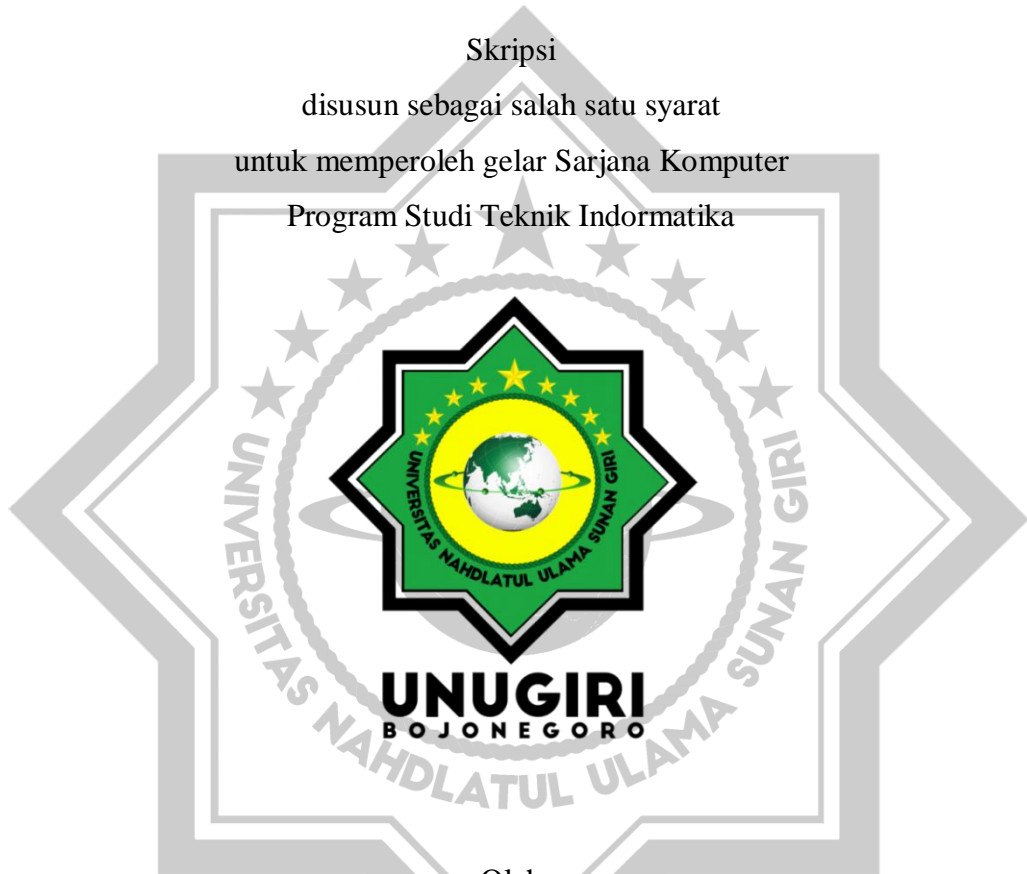 Skripsi
disusun sebagai salah satu syarat
untuk memperoleh gelar Sarjana Komputer
Program Studi Teknik Indormatika
UNIVERSITAS NAHDLATUL ULAMA SUNAN GIRI
UNIVERSITAS NAHDLATUL ULAMA SUNAN GIRI
UNUGIRI
BOJONEGORO